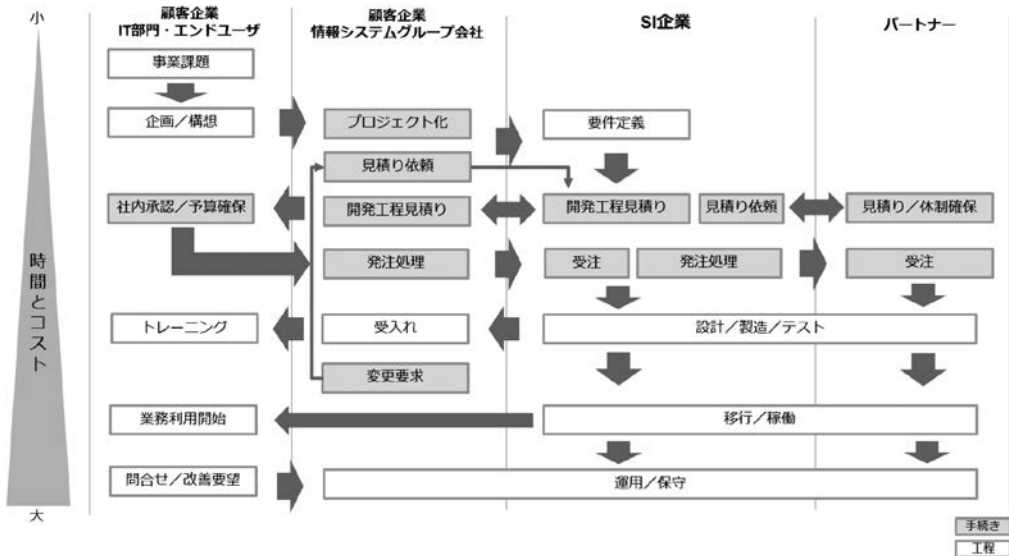 小
顧客企業
IT部門・エンドユーザ
顧客企業
情報システムグループ会社
SI企業
パートナー
事業課題
企画／構想
プロジェクト化
要件定義
見積り依頼
社内承認／予算確保
開発工程見積り
開発工程見積り
見積り依頼
見積り／体制確保
発注処理
受注
発注処理
受注
時間とコスト
トレーニング
受入れ
設計／製造／テスト
変更要求
業務利用開始
移行／稼働
問合せ／改善要望
運用／保守
大
手続き
工程